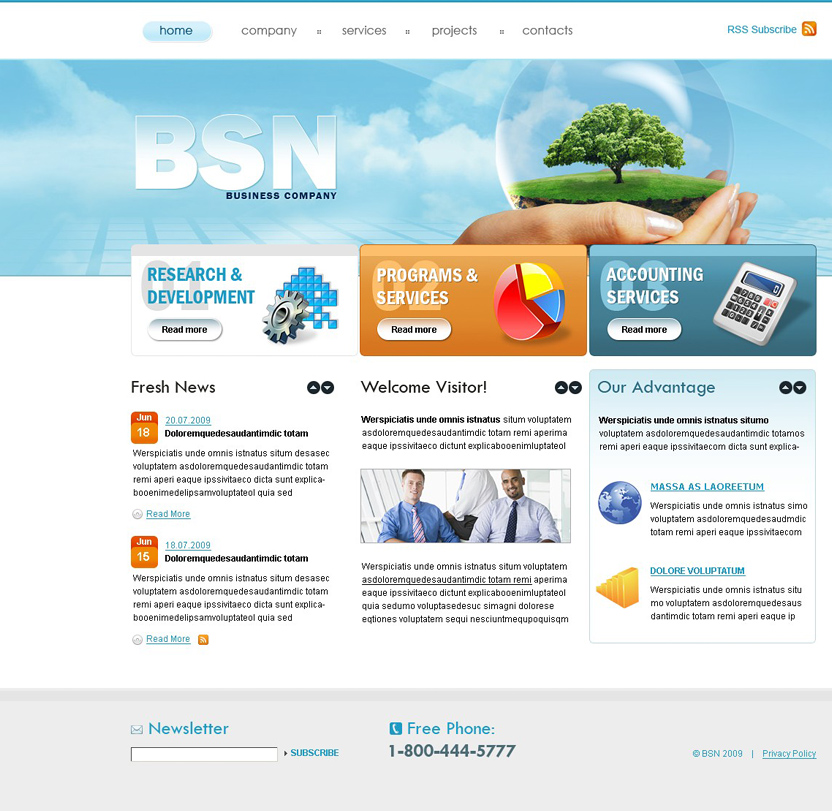 home
company
services
projects
contacts
RSS Subscribe
BSN
BUSINESS COMPANY
01
RESEARCH &
DEVELOPMENT
Read more
02
PROGRAMS &
SERVICES
Read more
03
ACCOUNTING
SERVICES
Read more
Fresh News
Jun
18
20.07.2009
Doloremquedesaudantimdic totam
Werspiciatis unde omnis istnatus situm desasec
voluptatem asdoloremquedesaudantimdic totam
remi aperi eaque ipssivitaeco dicta sunt explica-
booenimedelipsamvoluptateol quia sed
Read More
Jun
15
18.07.2009
Doloremquedesaudantimdic totam
Werspiciatis unde omnis istnatus situm desasec
voluptatem asdoloremquedesaudantimdic totam
remi aperi eaque ipssivitaeco dicta sunt explica-
booenimedelipsamvoluptateol quia sed
Read More
Welcome Visitor!
Werspiciatis unde omnis istnatus situm voluptatem
asdoloremquedesaudantimdic totam remi aperima
eaque ipssivitaeco dictunt explicabooenimluptateol
Werspiciatis unde omnis istnatus situm voluptatem
asdoloremquedesaudantimdic totam remi aperima
eaque ipssivitaeco dictunt explicabooenimluptateol
quia sedumo voluptasedesuc simagni dolorese
eqtiones voluptatem sequi nesciuntmequpoquisqm
Our Advantage
Werspiciatis unde omnis istnatus situmo
voluptatem asdoloremquedesaudantimdic totamos
remi aperi eaque ipssivitaecom dicta sunt explica-
MASSA AS LAOREETUM
Werspiciatis unde omnis istnatus simo
voluptatem asdoloremquedesaudmdic
totam remi aperi eaque ipssivitaecom
DOLORE VOLUPTATUM
Werspiciatis unde omnis istnatus situ
mo voluptatem asdoloremquedesaus
dantimdic totam remi aperi eaque ip
Newsletter
SUBSCRIBE
Free Phone:
1-800-444-5777
© BSN 2009 | Privacy Policy